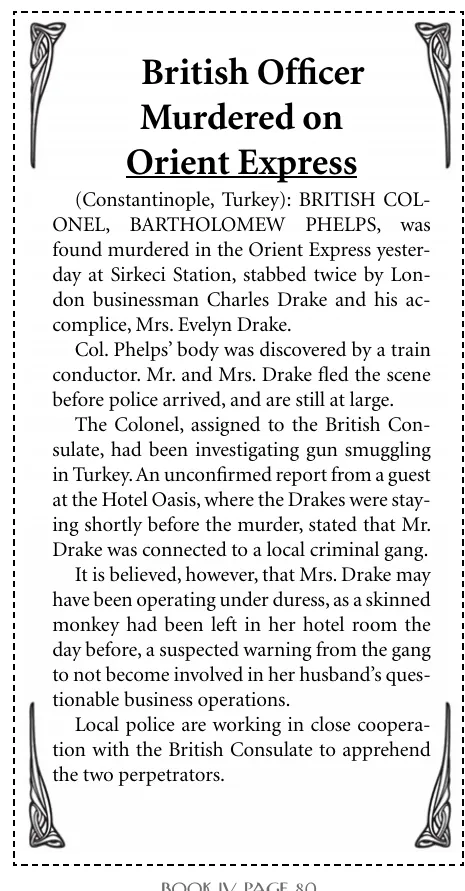 British Officer
Murdered on
Orient Express
(Constantinople, Turkey): BRITISH COL-
ONEL, BARTHOLOMEW PHELPS, was
found murdered in the Orient Express yester-
day at Sirkeci Station, stabbed twice by Lon-
don businessman Charles Drake and his ac-
complice, Mrs. Evelyn Drake.
Col. Phelps’ body was discovered by a train
conductor. Mr. and Mrs. Drake fled the scene
before police arrived, and are still at large.
The Colonel, assigned to the British Con-
sulate, had been investigating gun smuggling
in Turkey. An unconfirmed report from a guest
at the Hotel Oasis, where the Drakes were stay-
ing shortly before the murder, stated that Mr.
Drake was connected to a local criminal gang.
It is believed, however, that Mrs. Drake may
have been operating under duress, as a skinned
monkey had been left in her hotel room the
day before, a suspected warning from the gang
to not become involved in her husband’s ques-
tionable business operations.
Local police are working in close coopera-
tion with the British Consulate to apprehend
the two perpetrators.
BOOK IV PAGE 80